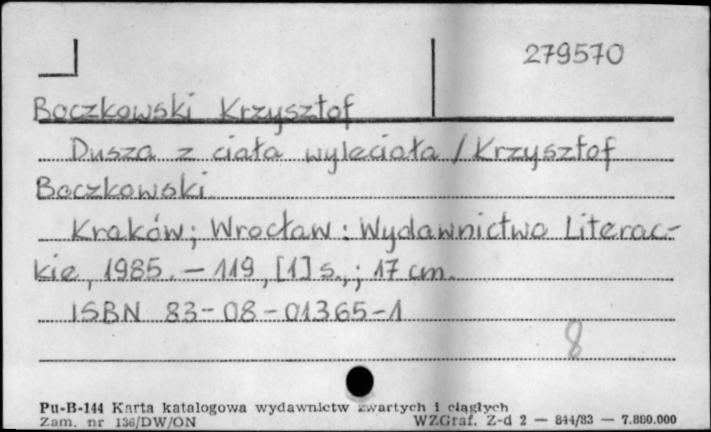 279570
Boczkowski Krzysztof
Dusza z ciała wyleciała / Krzysztof
Boczkowski
Kraków; Wrocław : Wydawnictwo Literac-
kie, 1985. – 119, [1] s., ; 17 cm.
ISBN 83-08-01365-1
8
Pu-B-144 Karta katalogowa wydawnictw zwartych i ciągłych
Zam. nr 136/DW/ON WZGraf. Z-d 2 — 844/83 — 7.800.000